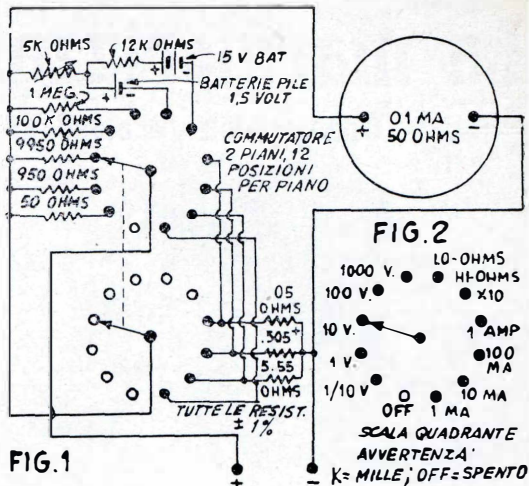 5K OHMS
12K OHMS
15 V BAT
+ -
BATTERIE PILE
1,5 VOLT
+ -
1 MEG.
100K OHMS
9950 OHMS
950 OHMS
50 OHMS
COMMUTATORE
2 PIANI, 12
POSIZIONI
PER PIANO
01 MA
50 OHMS
+ -
05
OHMS
.505
5.55
OHMS
TUTTE LE RESIST.
± 1%
FIG.1
+ -
FIG.2
LO-OHMS
HI-OHMS
X10
1 AMP
100 MA
10 MA
1 MA
OFF
1/10 V
1 V.
10 V.
100 V.
1000 V.
SCALA QUADRANTE
AVVERTENZA:
K= MILLE; OFF= SPENTO